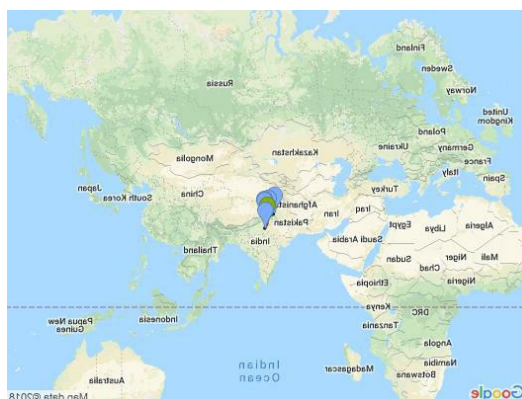 Finland
Sweden
Russia
Norway
United
Kingdom
Poland
Ukraine
Germany
Kazakhstan
Mongolia
France
Italy
Spain
Turkey
Japan
South Korea
China
Afghanist
Iran
Iraq
Pakistan
Algeria
Libya
Egypt
Saudi Arabia
India
Thailand
Mali
Niger
Chad
Sudan
Nigeria
Ethiopia
Kenya
DRC
Papua New
Guinea
Indonesia
Tanzania
Angola
Indian
Ocean
Namibia
Madagascar
Botswana
Australia
Map data ©2018
Google